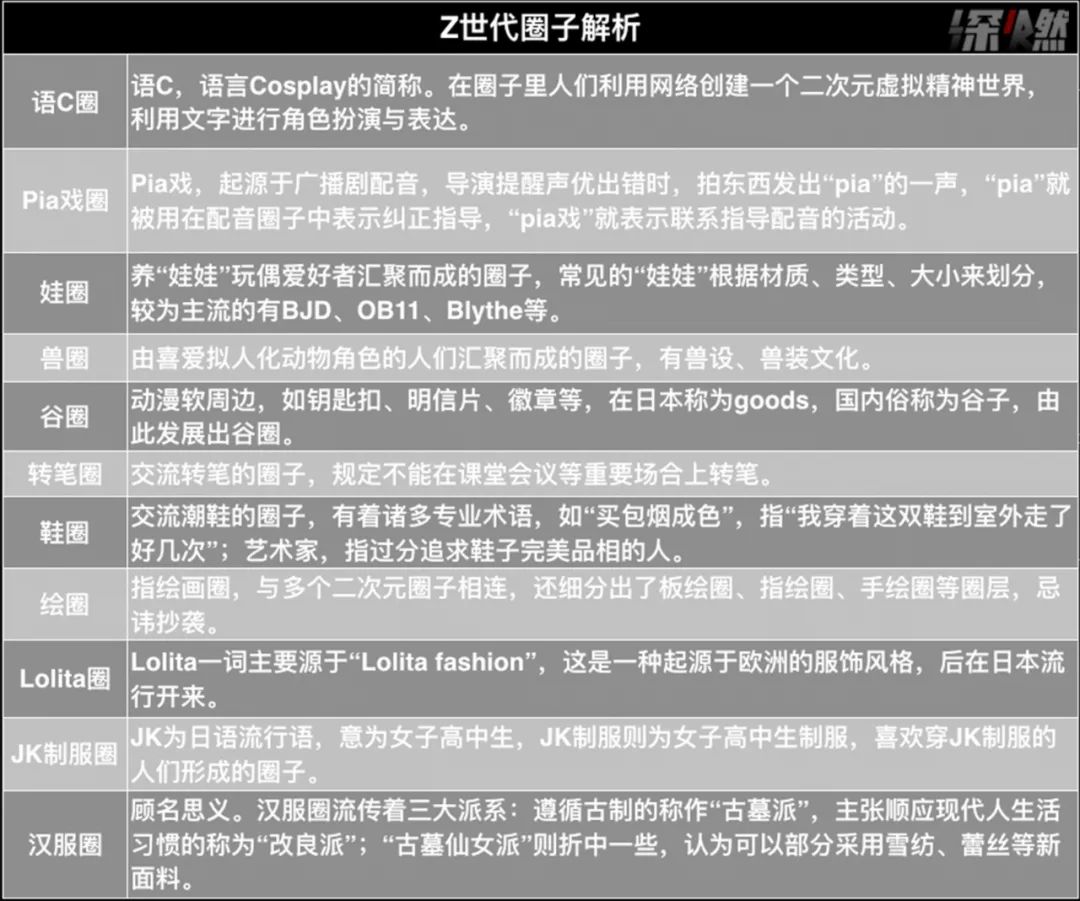 Z世代圈子解析
深燃
语C圈
语C，语言Cosplay的简称。在圈子里人们利用网络创建一个二次元虚拟精神世界，
利用文字进行角色扮演与表达。
Pia戏圈
Pia戏，起源于广播剧配音，导演提醒声优出错时，拍东西发出“pia”的一声，“pia”就
被用在配音圈子中表示纠正指导，“pia戏”就表示联系指导配音的活动。
娃圈
养“娃娃”玩偶爱好者汇聚而成的圈子，常见的“娃娃”根据材质、类型、大小来划分，
较为主流的有BJD、OB11、Blythe等。
兽圈
由喜爱拟人化动物角色的人们汇聚而成的圈子，有兽设、兽装文化。
谷圈
动漫软周边，如钥匙扣、明信片、徽章等，在日本称为goods，国内俗称为谷子，由
此发展出谷圈。
转笔圈
交流转笔的圈子，规定不能在课堂会议等重要场合上转笔。
鞋圈
交流潮鞋的圈子，有着诸多专业术语，如“买包烟成色”，指“我穿着这双鞋到室外走了
好几次”；艺术家，指过分追求鞋子完美品相的人。
绘圈
指绘画圈，与多个二次元圈子相连，还细分出了板绘圈、指绘圈、手绘圈等圈层，忌
讳抄袭。
Lolita圈
Lolita一词主要源于“Lolita fashion”，这是一种起源于欧洲的服饰风格，后在日本流
行开来。
JK制服圈
JK为日语流行语，意为女子高中生，JK制服则为女子高中生制服，喜欢穿JK制服的
人们形成的圈子。
汉服圈
顾名思义。汉服圈流传着三大派系：遵循古制的称作“古墓派”，主张顺应现代人生活
习惯的称为“改良派”；“古墓仙女派”则折中一些，认为可以部分采用雪纺、蕾丝等新
面料。